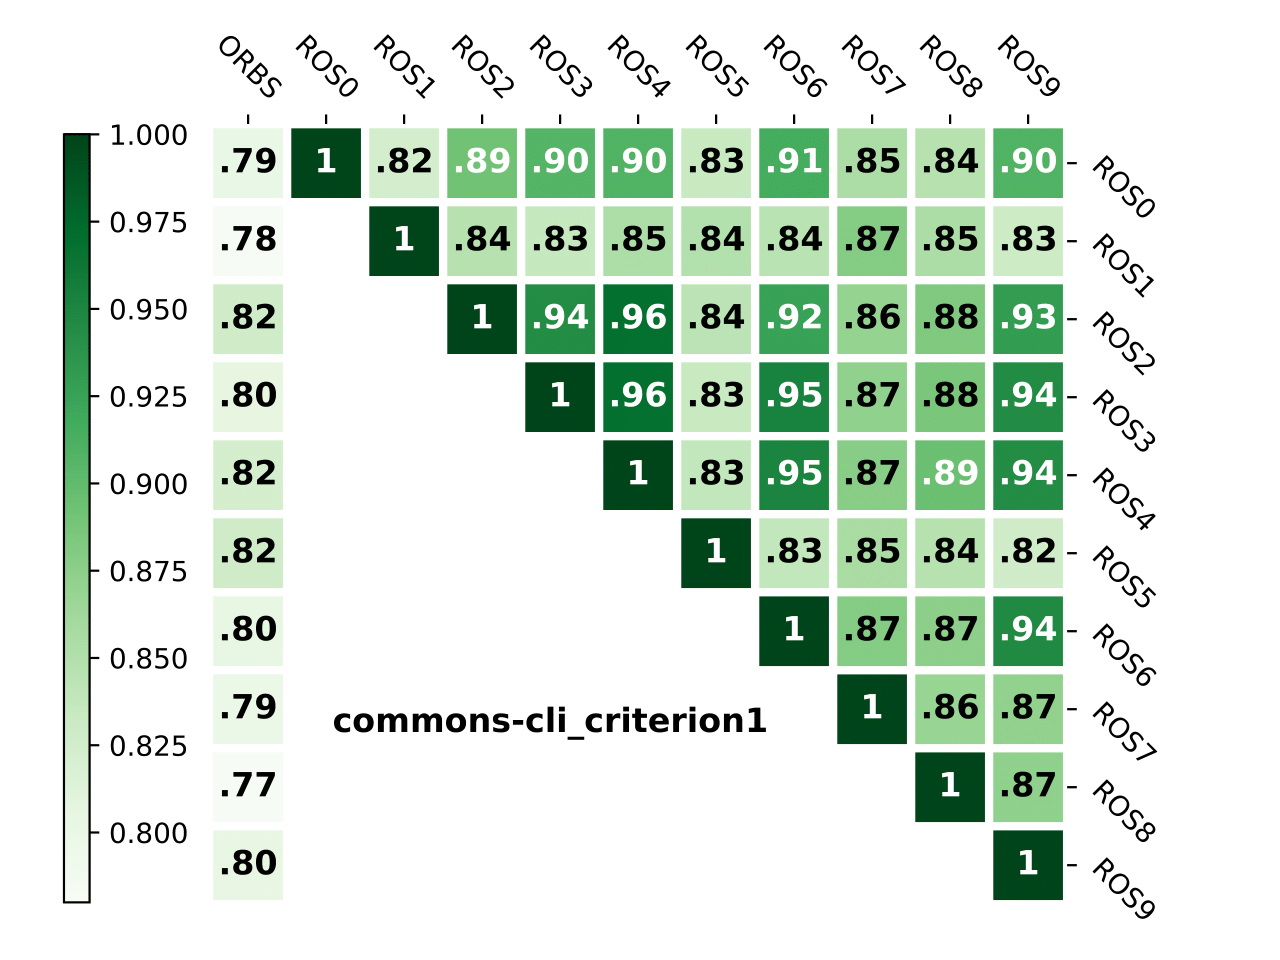 ORBS ROS0 ROS1 ROS2 ROS3 ROS4 ROS5 ROS6 ROS7 ROS8 ROS9
1.000
0.975
0.950
0.925
0.900
0.875
0.850
0.825
0.800
.79 1 .82 .89 .90 .90 .83 .91 .85 .84 .90 ROS0
.78 1 .84 .83 .85 .84 .84 .87 .85 .83 ROS1
.82 1 .94 .96 .84 .92 .86 .88 .93 ROS2
.80 1 .96 .83 .95 .87 .88 .94 ROS3
.82 1 .83 .95 .87 .89 .94 ROS4
.82 1 .83 .85 .84 .82 ROS5
.80 1 .87 .87 .94 ROS6
.79 1 .86 .87 ROS7
commons-cli_criterion1
.77 1 .87 ROS8
.80 1 ROS9